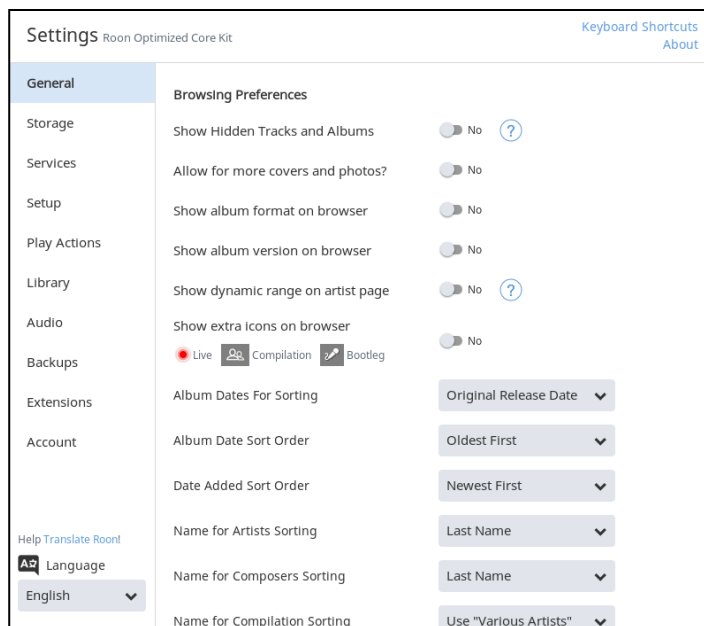 Settings Roon Optimized Core Kit
Keyboard Shortcuts
About
General
Storage
Services
Setup
Play Actions
Library
Audio
Backups
Extensions
Account
Help Translate Roon!
Language
English
Browsing Preferences
Show Hidden Tracks and Albums No ?
Allow for more covers and photos? No
Show album format on browser No
Show album version on browser No
Show dynamic range on artist page No ?
Show extra icons on browser No
Live Compilation Bootleg
Album Dates For Sorting Original Release Date
Album Date Sort Order Oldest First
Date Added Sort Order Newest First
Name for Artists Sorting Last Name
Name for Composers Sorting Last Name
Name for Compilation Sorting Use "Various Artists"